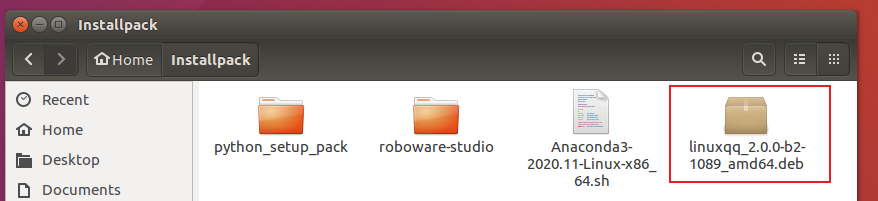 Installpack
Home Installpack
Recent
Home
Desktop
Documents
python_setup_pack
roboware-studio
Anaconda3-
2020.11-Linux-x86_
64.sh
linuxqq_2.0.0-b2-
1089_amd64.deb